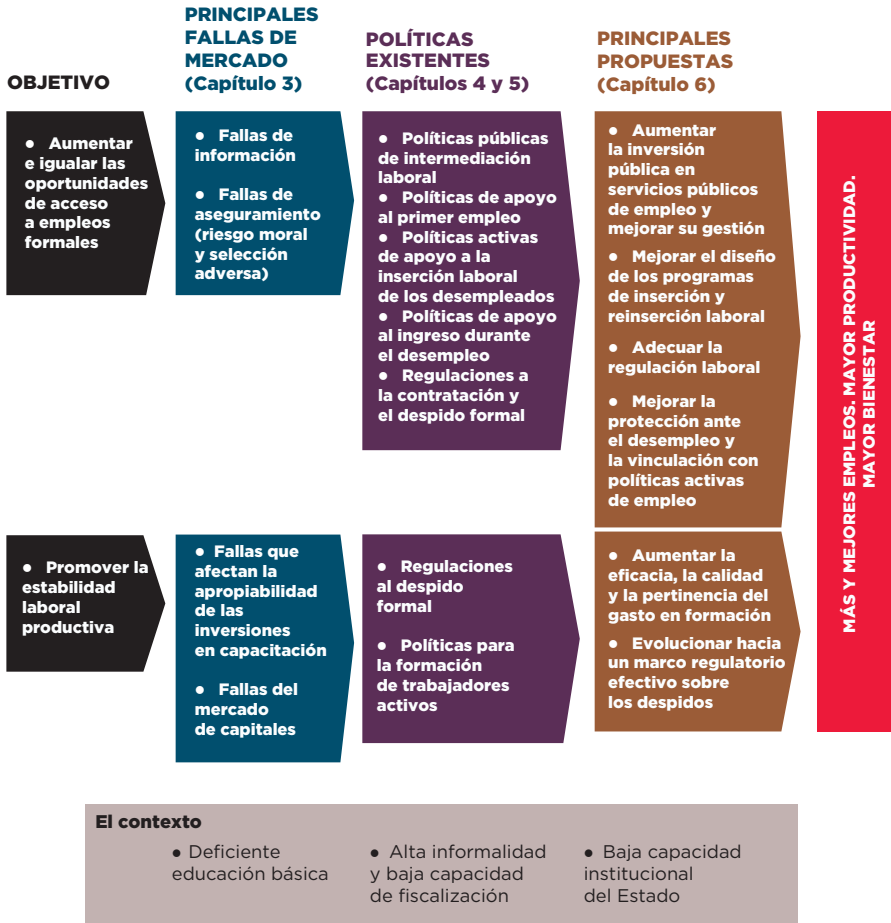 OBJETIVO
PRINCIPALES
FALLAS DE
MERCADO
(Capítulo 3)
POLÍTICAS
EXISTENTES
(Capítulos 4 y 5)
PRINCIPALES
PROPUESTAS
(Capítulo 6)
● Aumentar
e igualar las
oportunidades
de acceso
a empleos
formales
● Fallas de
información
● Fallas de
aseguramiento
(riesgo moral
y selección
adversa)
● Políticas públicas
de intermediación
laboral
● Políticas de apoyo
al primer empleo
● Políticas activas
de apoyo a la
inserción laboral
de los desempleados
● Políticas de apoyo
al ingreso durante
el desempleo
● Regulaciones a
la contratación y
el despido formal
● Aumentar
la inversión
pública en
servicios públicos
de empleo y
mejorar su gestión
● Mejorar el diseño
de los programas
de inserción y
reinserción laboral
● Adecuar la
regulación laboral
● Mejorar la
protección ante
el desempleo y
la vinculación con
políticas activas
de empleo
● Promover la
estabilidad
laboral
productiva
● Fallas que
afectan la
apropiabilidad
de las
inversiones
en capacitación
● Fallas del
mercado
de capitales
● Regulaciones
al despido
formal
● Políticas para
la formación
de trabajadores
activos
● Aumentar la
eficacia, la calidad
y la pertinencia del
gasto en formación
● Evolucionar hacia
un marco regulatorio
efectivo sobre
los despidos
MÁS Y MEJORES EMPLEOS. MAYOR PRODUCTIVIDAD.
MAYOR BIENESTAR
El contexto
● Deficiente
educación básica
● Alta informalidad
y baja capacidad
de fiscalización
● Baja capacidad
institucional
del Estado